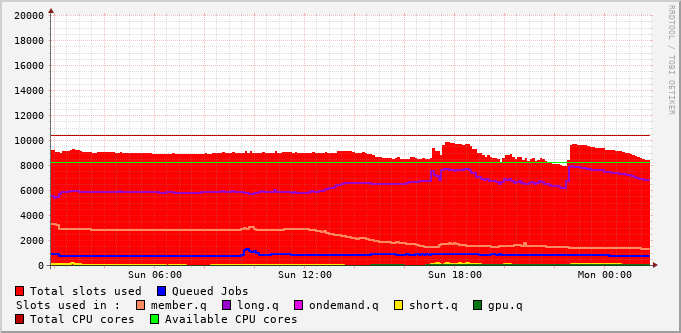 RRDTOOL / TOBI OETIKER
20000
18000
16000
14000
12000
10000
8000
6000
4000
2000
0
Sun 06:00 Sun 12:00 Sun 18:00 Mon 00:00
Total slots used Queued Jobs
Slots used in : member.q long.q ondemand.q short.q gpu.q
Total CPU cores Available CPU cores